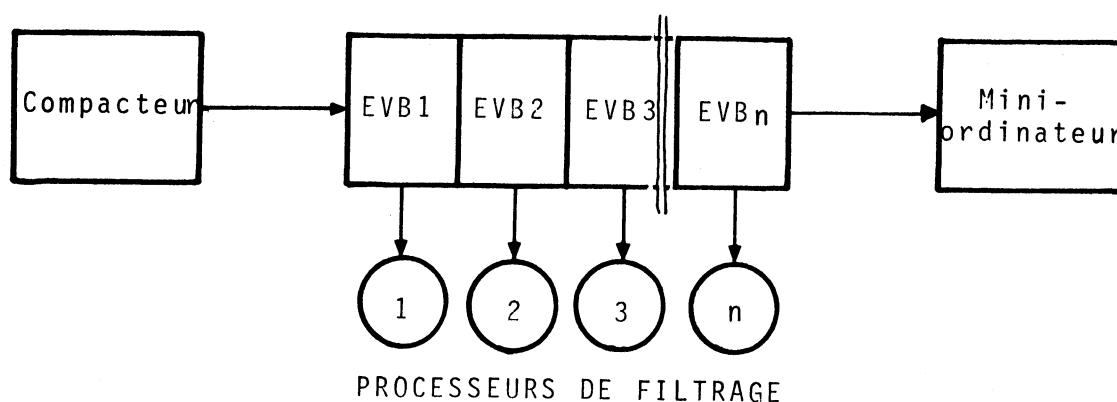 Compacteur
EVB1
EVB2
EVB3
EVBn
Mini-
ordinateur
1
2
3
n
PROCESSEURS DE FILTRAGE